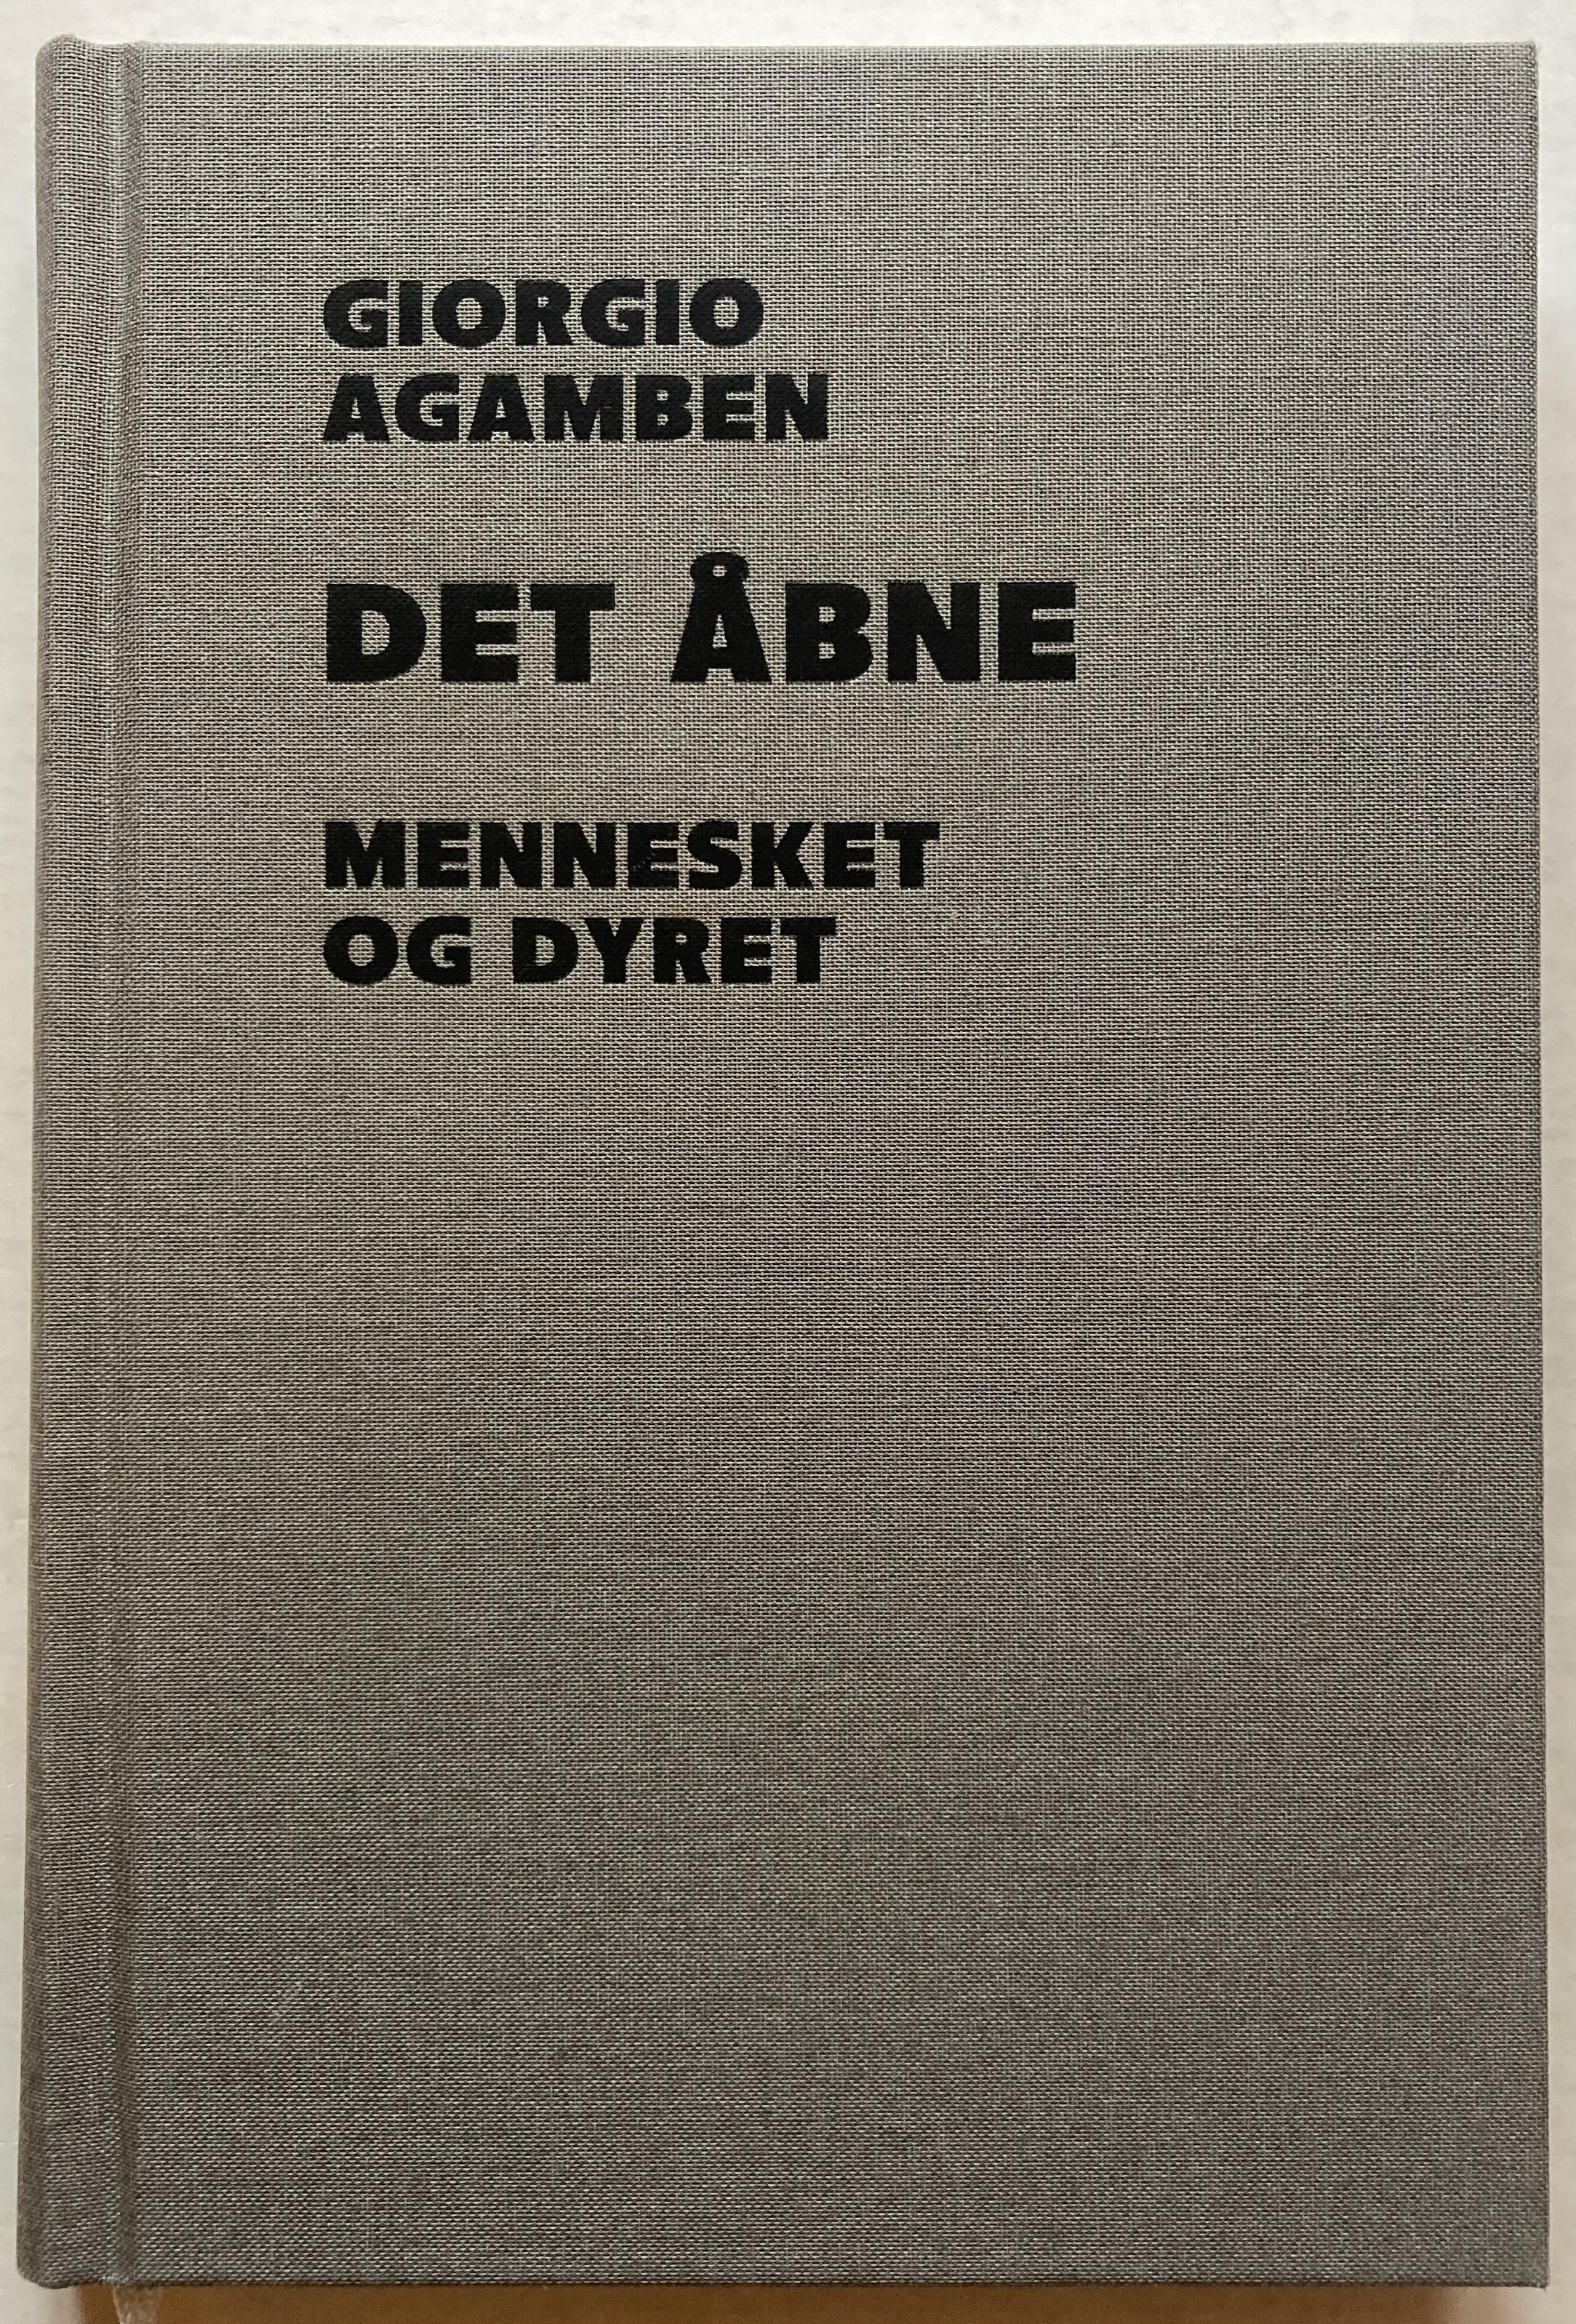 GIORGIO
AGAMBEN
DET ÅBNE
MENNESKET
OG DYRET